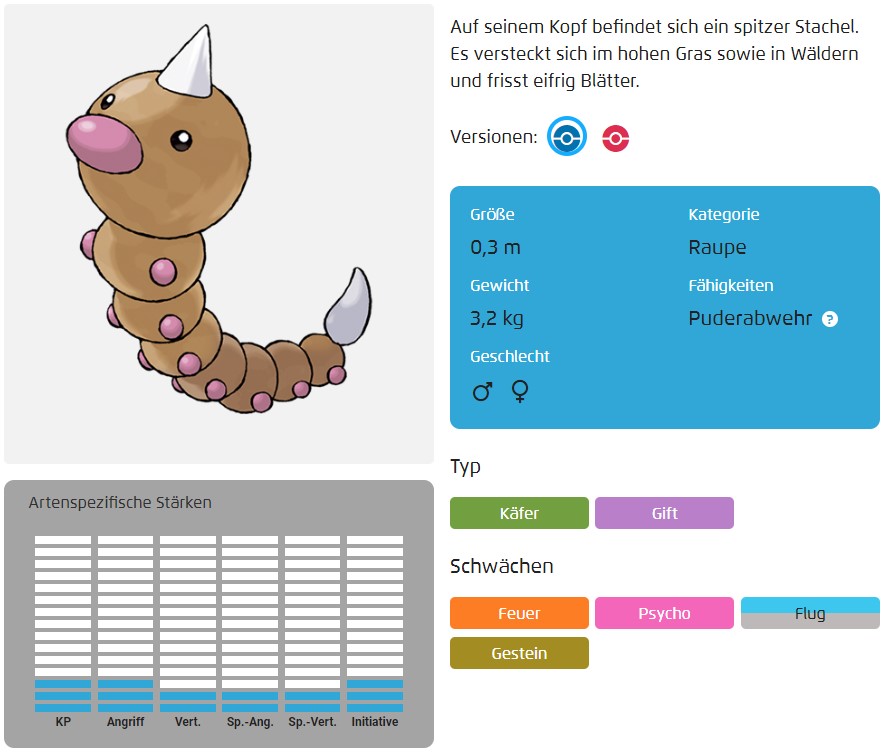 Auf seinem Kopf befindet sich ein spitzer Stachel.
Es versteckt sich im hohen Gras sowie in Wäldern
und frisst eifrig Blätter.
Versionen:
Größe
0,3 m
Gewicht
3,2 kg
Geschlecht
♂ ♀
Kategorie
Raupe
Fähigkeiten
Puderabwehr ?
Typ
Käfer Gift
Schwächen
Feuer Psycho Flug
Gestein
Artenspezifische Stärken
KP Angriff Vert. Sp.-Ang. Sp.-Vert. Initiative